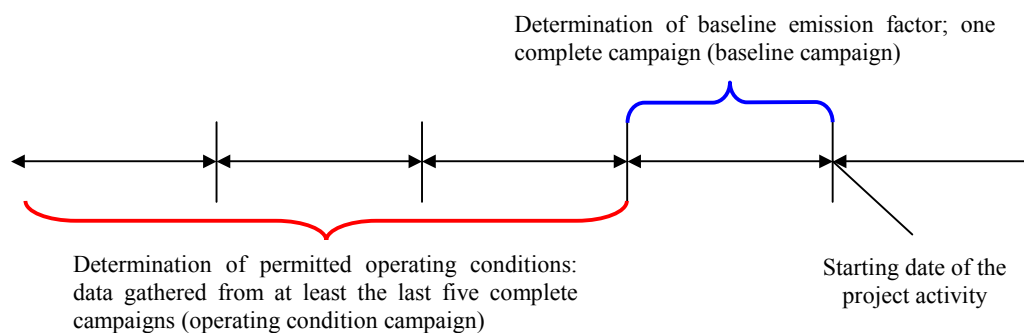 Determination of baseline emission factor; one
complete campaign (baseline campaign)
Determination of permitted operating conditions:
data gathered from at least the last five complete
campaigns (operating condition campaign)
Starting date of the
project activity